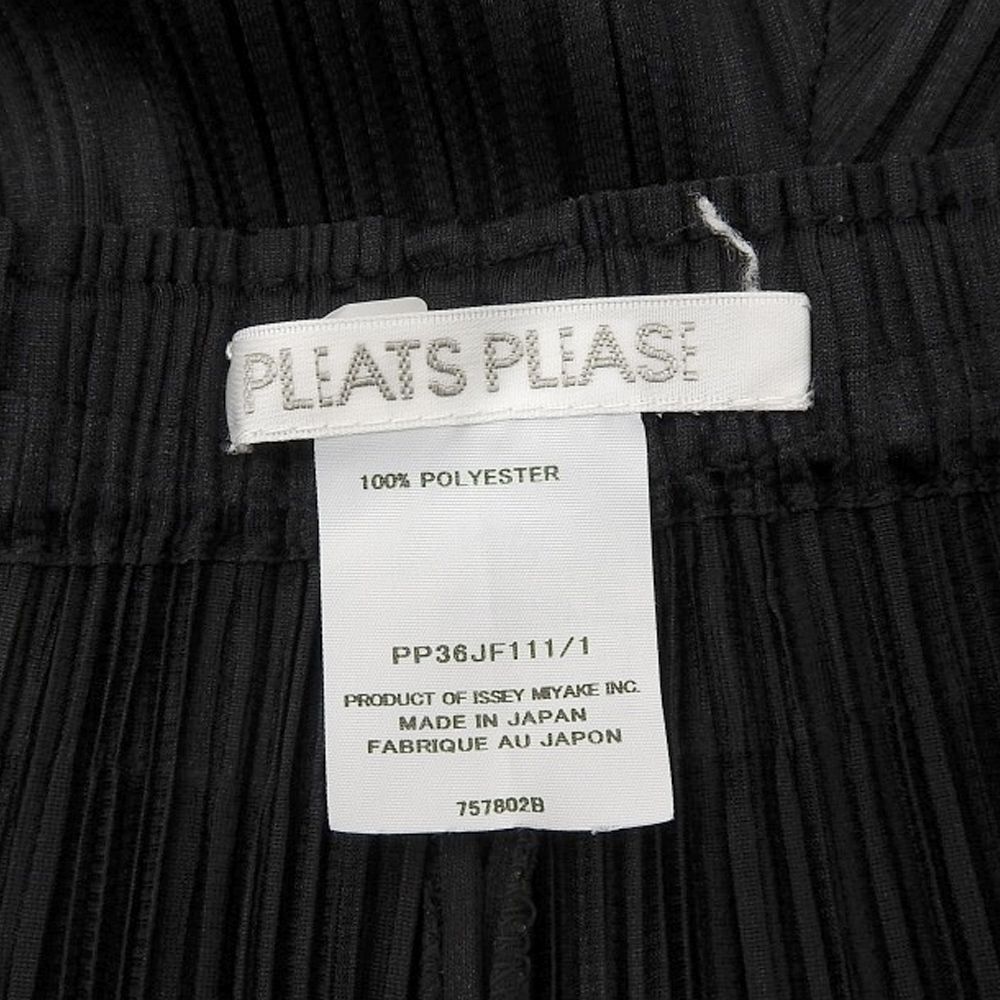 PLEATS PLEASE
100% POLYESTER
PP36JF111/1
PRODUCT OF ISSEY MIYAKE INC.
MADE IN JAPAN
FABRIQUE AU JAPON
757802B